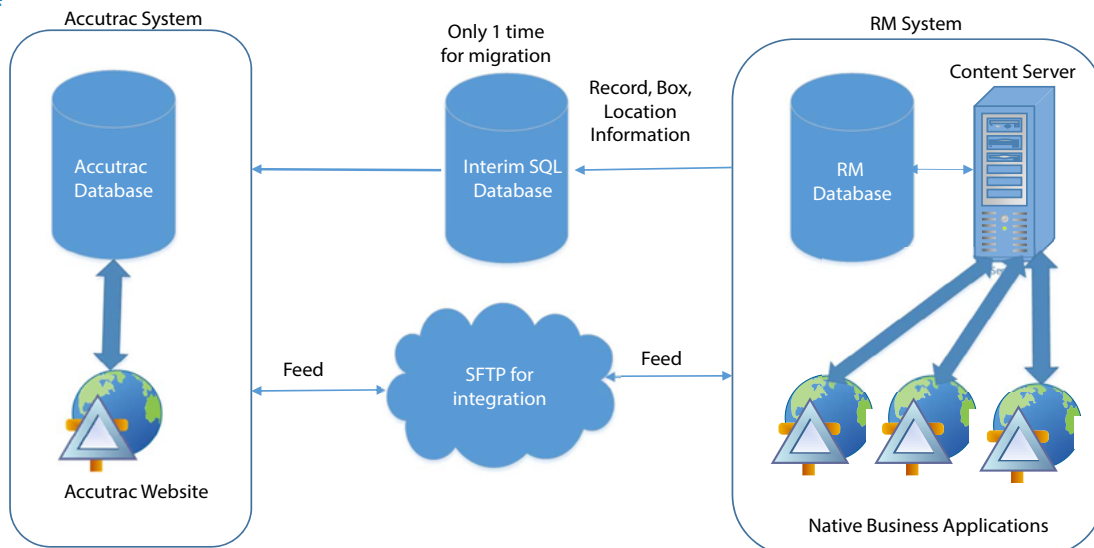 Accutrac System
Only 1 time
for migration
RM System
Content Server
Record, Box,
Location
Information
Accutrac
Database
Interim SQL
Database
RM
Database
Feed
SFTP for
integration
Feed
Accutrac Website
Native Business Applications